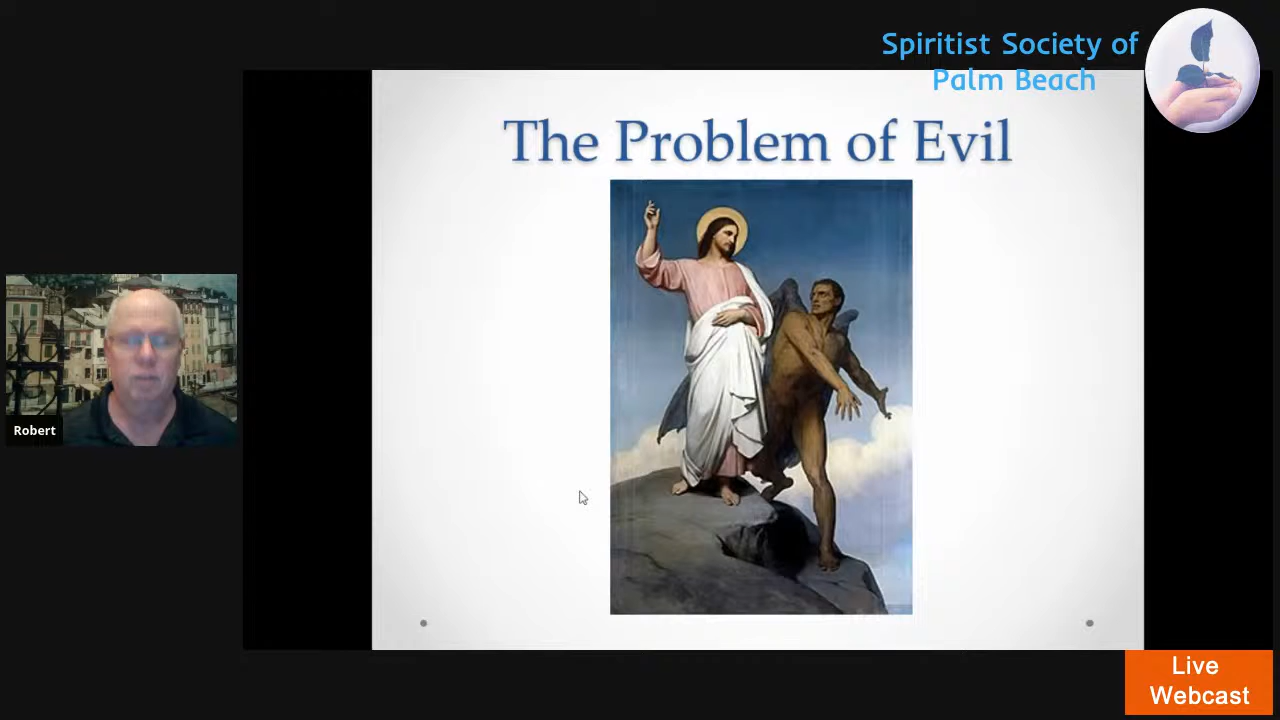 Spiritist Society of
Palm Beach
The Problem of Evil
Robert
Live
Webcast